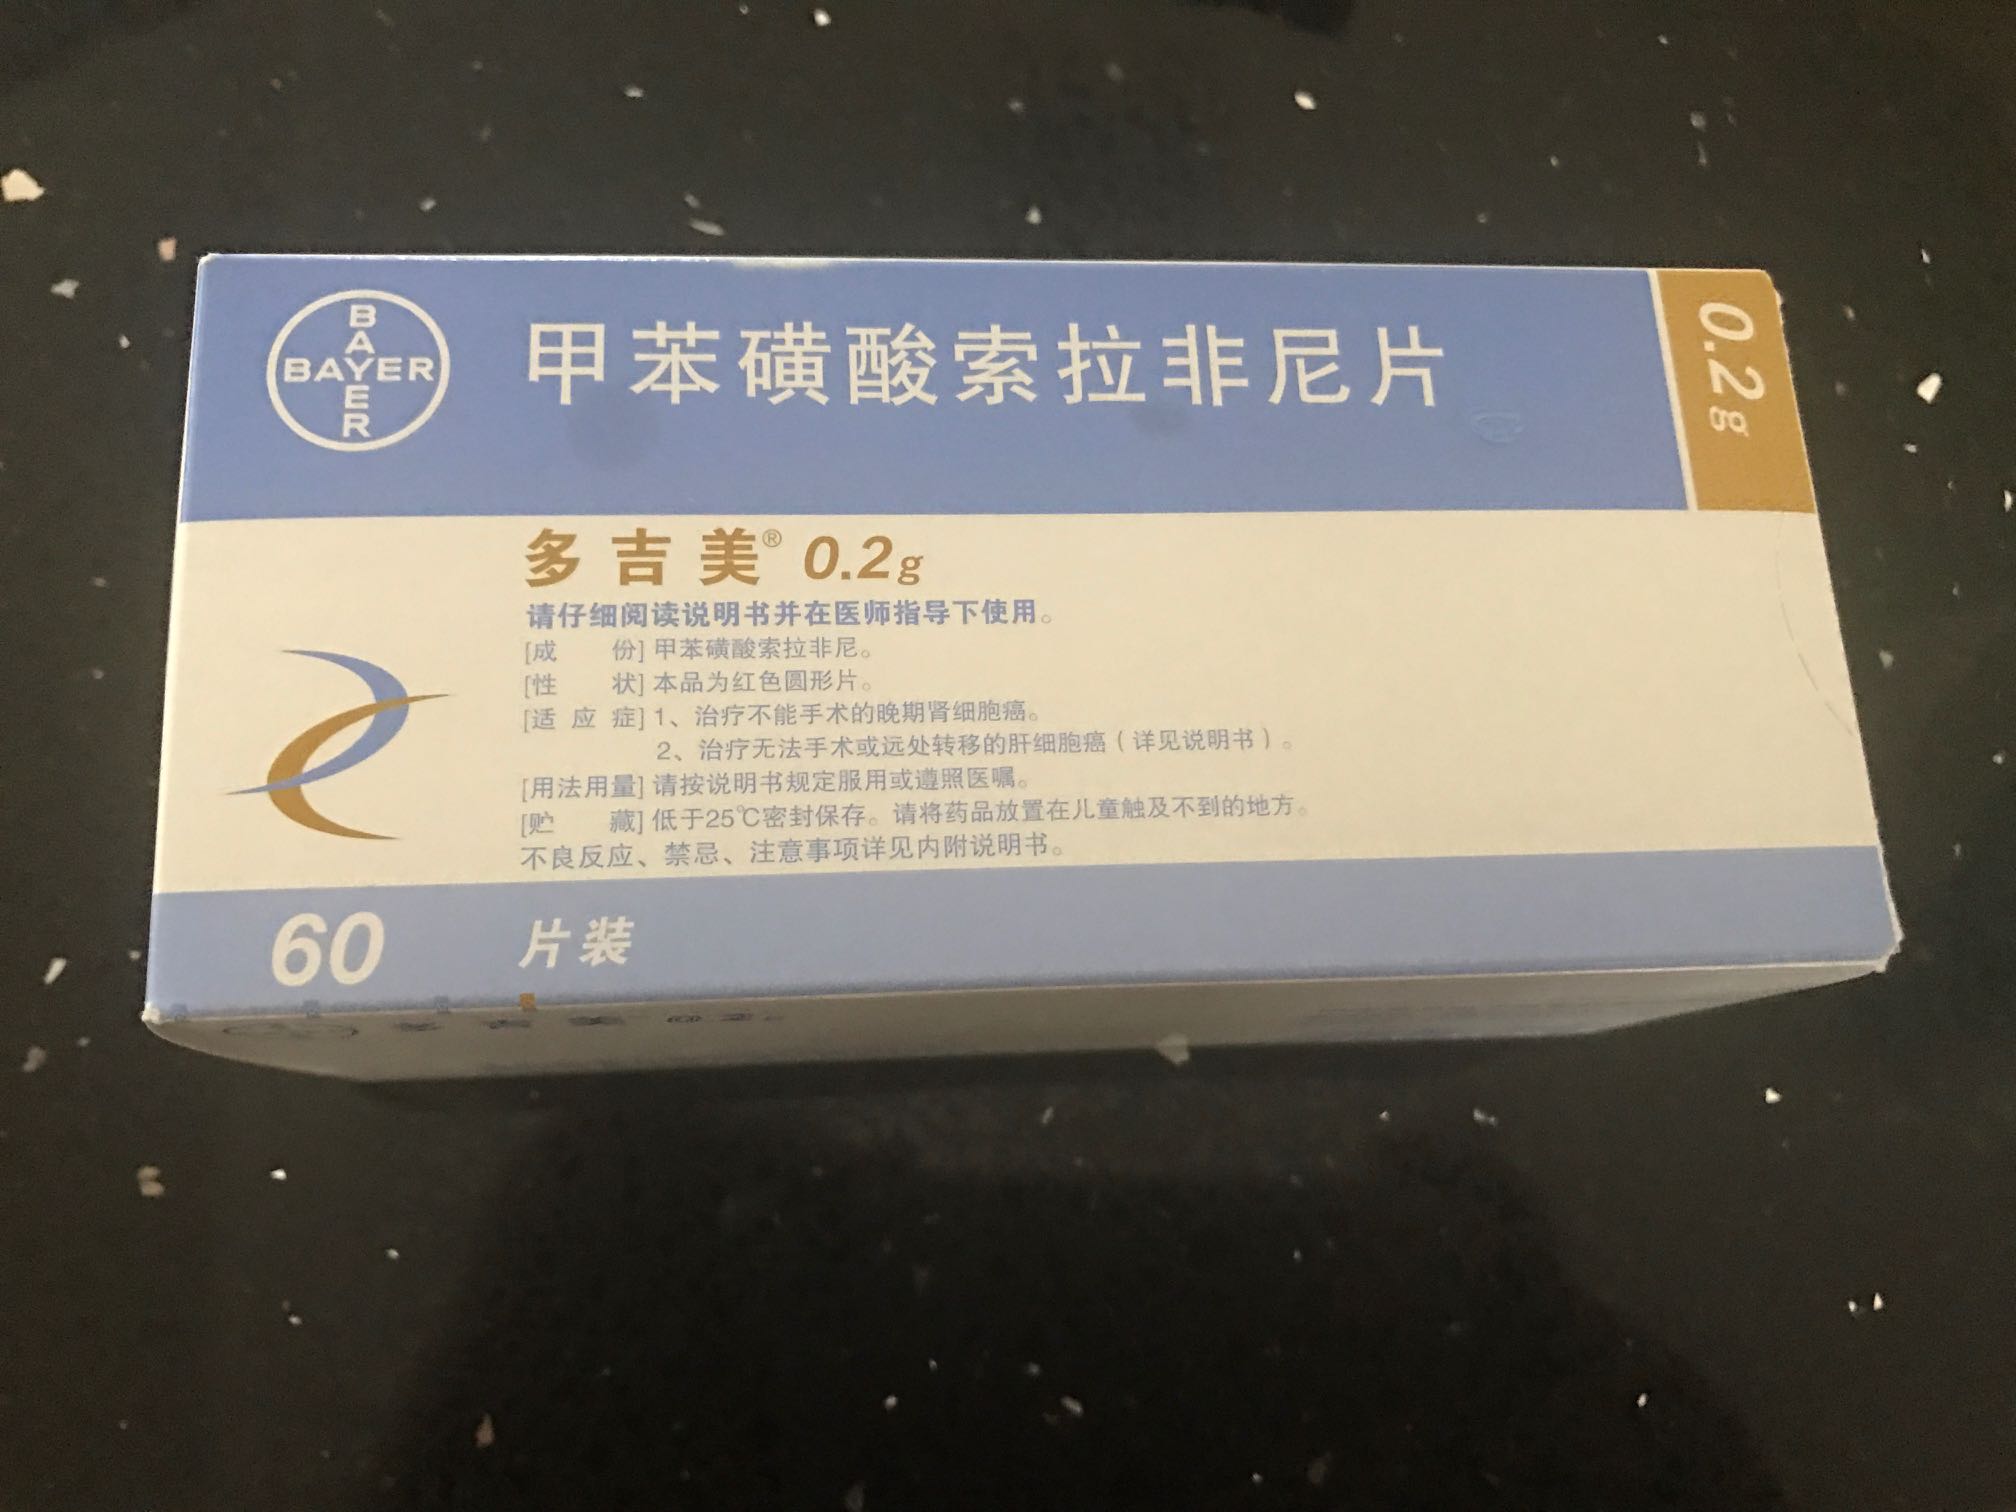 BAYER
BAYER
甲苯磺酸索拉非尼片
0.2g
多吉美® 0.2g
请仔细阅读说明书并在医师指导下使用。
[成 份] 甲苯磺酸索拉非尼。
[性 状] 本品为红色圆形片。
[适 应 症] 1、治疗不能手术的晚期肾细胞癌。
2、治疗无法手术或远处转移的肝细胞癌（详见说明书）。
[用法用量] 请按说明书规定服用或遵照医嘱。
[贮 藏] 低于25℃密封保存。请将药品放置在儿童触及不到的地方。
不良反应、禁忌、注意事项详见内附说明书。
60 片装